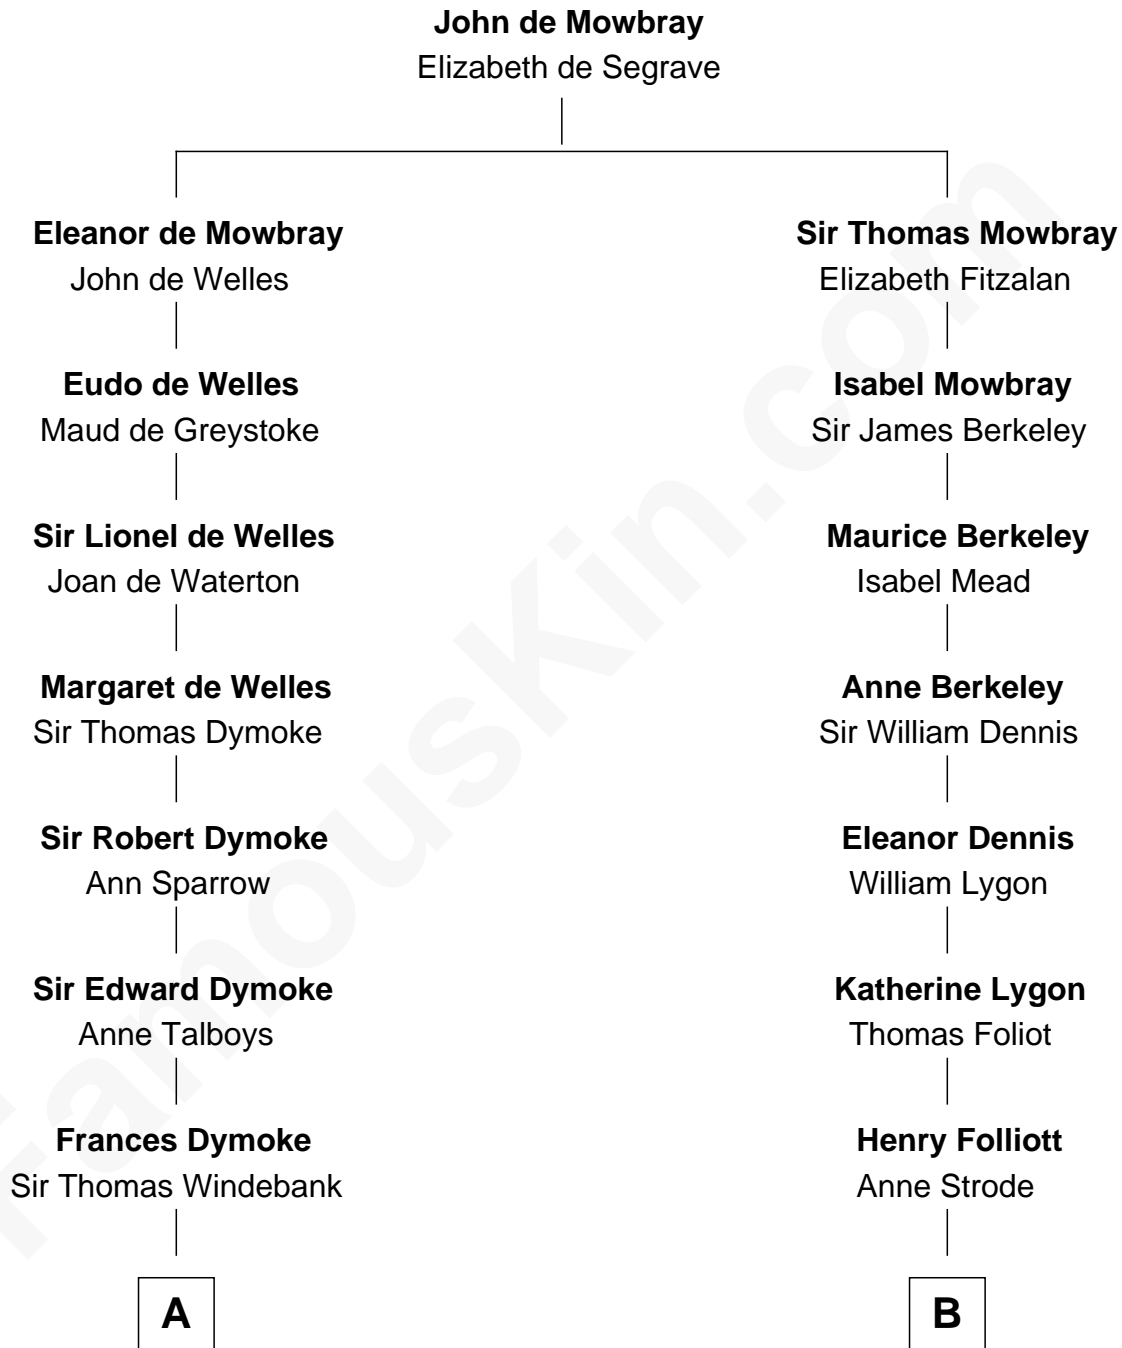 John de Mowbray
Elizabeth de Segrave
Eleanor de Mowbray
John de Welles
Sir Thomas Mowbray
Elizabeth Fitzalan
Eudo de Welles
Maud de Greystoke
Isabel Mowbray
Sir James Berkeley
Sir Lionel de Welles
Joan de Waterton
Maurice Berkeley
Isabel Mead
Margaret de Welles
Sir Thomas Dymoke
Anne Berkeley
Sir William Dennis
Sir Robert Dymoke
Ann Sparrow
Eleanor Dennis
William Lygon
Sir Edward Dymoke
Anne Talboys
Katherine Lygon
Thomas Foliot
Frances Dymoke
Sir Thomas Windebank
Henry Folliott
Anne Strode
A
B
FamousKin.com